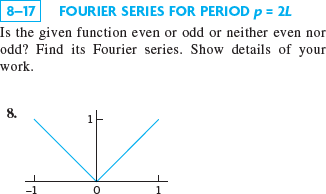 8–17 FOURIER SERIES FOR PERIOD p = 2L
Is the given function even or odd or neither even nor
odd? Find its Fourier series. Show details of your
work.
8.
1
–1 0 1